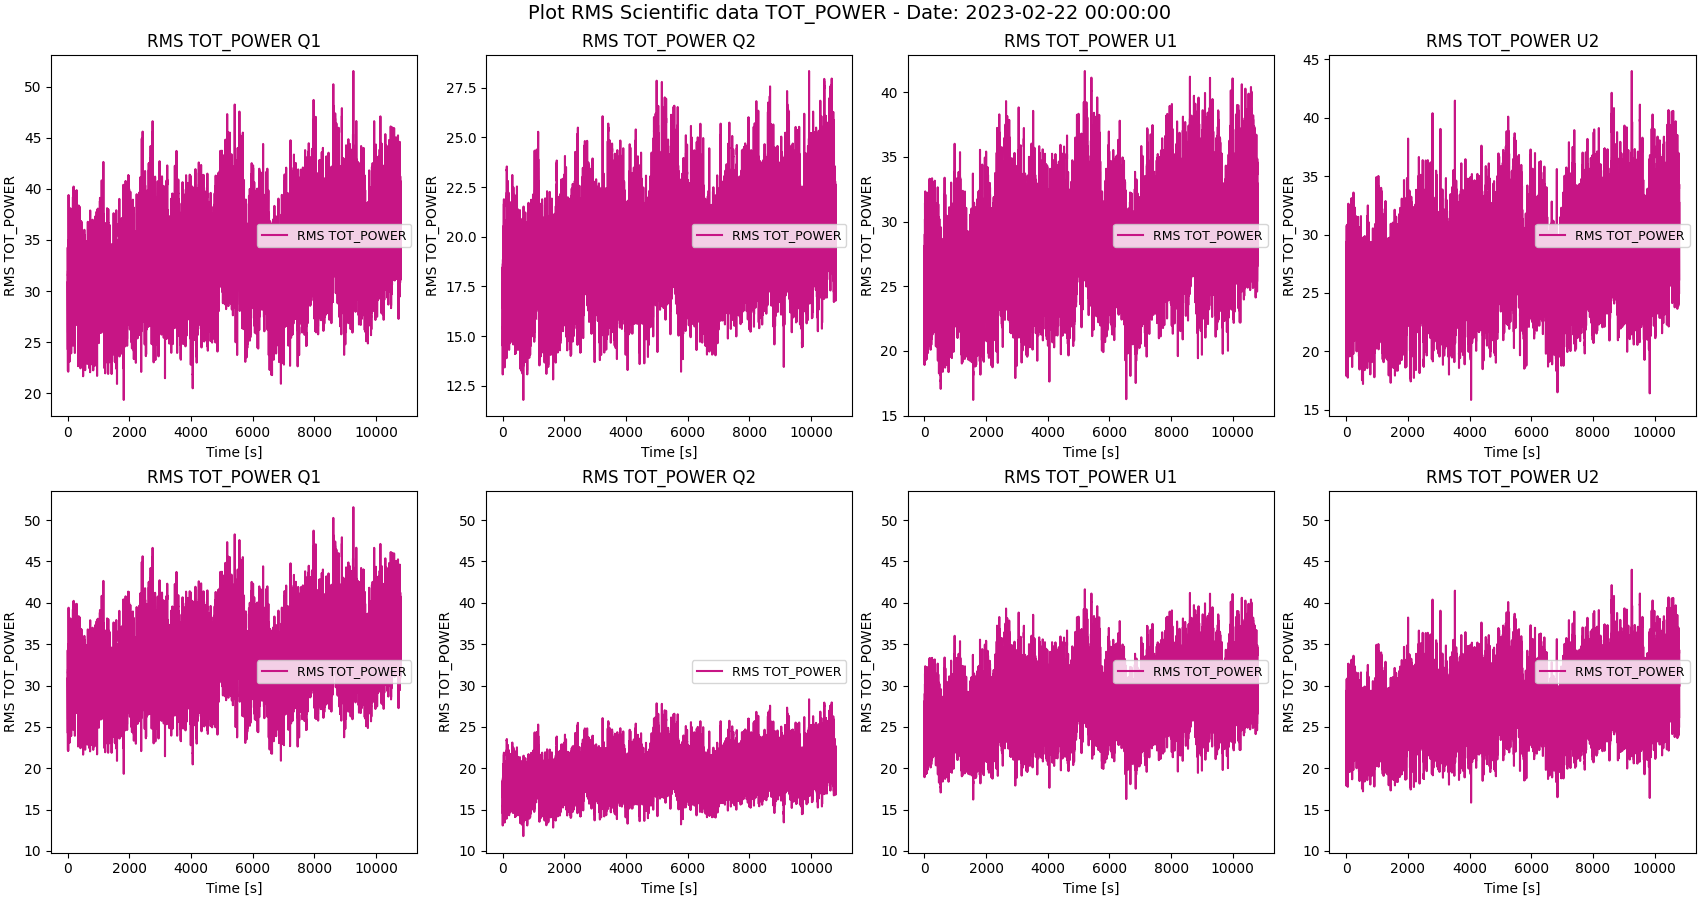 Plot RMS Scientific data TOT_POWER - Date: 2023-02-22 00:00:00
RMS TOT_POWER Q1
RMS TOT_POWER
50
45
40
35
30
25
20
RMS TOT_POWER
0 2000 4000 6000 8000 10000
Time [s]
RMS TOT_POWER Q2
RMS TOT_POWER
27.5
25.0
22.5
20.0
17.5
15.0
12.5
RMS TOT_POWER
0 2000 4000 6000 8000 10000
Time [s]
RMS TOT_POWER U1
RMS TOT_POWER
40
35
30
25
20
15
RMS TOT_POWER
0 2000 4000 6000 8000 10000
Time [s]
RMS TOT_POWER U2
RMS TOT_POWER
45
40
35
30
25
20
15
RMS TOT_POWER
0 2000 4000 6000 8000 10000
Time [s]
RMS TOT_POWER Q1
RMS TOT_POWER
50
45
40
35
30
25
20
15
10
RMS TOT_POWER
0 2000 4000 6000 8000 10000
Time [s]
RMS TOT_POWER Q2
RMS TOT_POWER
50
45
40
35
30
25
20
15
10
RMS TOT_POWER
0 2000 4000 6000 8000 10000
Time [s]
RMS TOT_POWER U1
RMS TOT_POWER
50
45
40
35
30
25
20
15
10
RMS TOT_POWER
0 2000 4000 6000 8000 10000
Time [s]
RMS TOT_POWER U2
RMS TOT_POWER
50
45
40
35
30
25
20
15
10
RMS TOT_POWER
0 2000 4000 6000 8000 10000
Time [s]